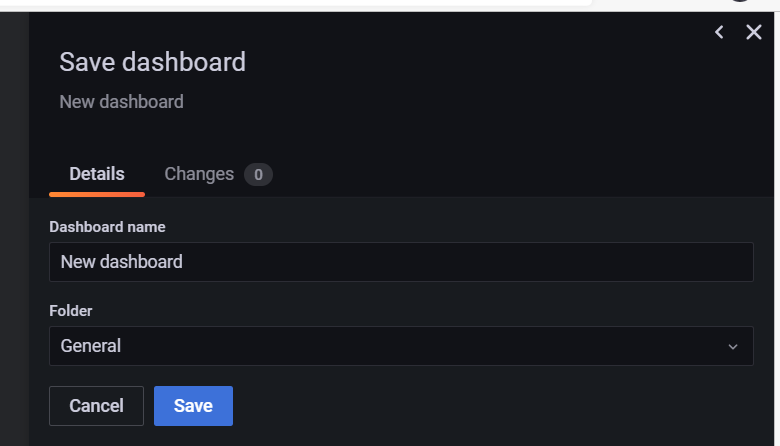 Save dashboard
New dashboard
Details Changes 0
Dashboard name
New dashboard
Folder
General
Cancel Save